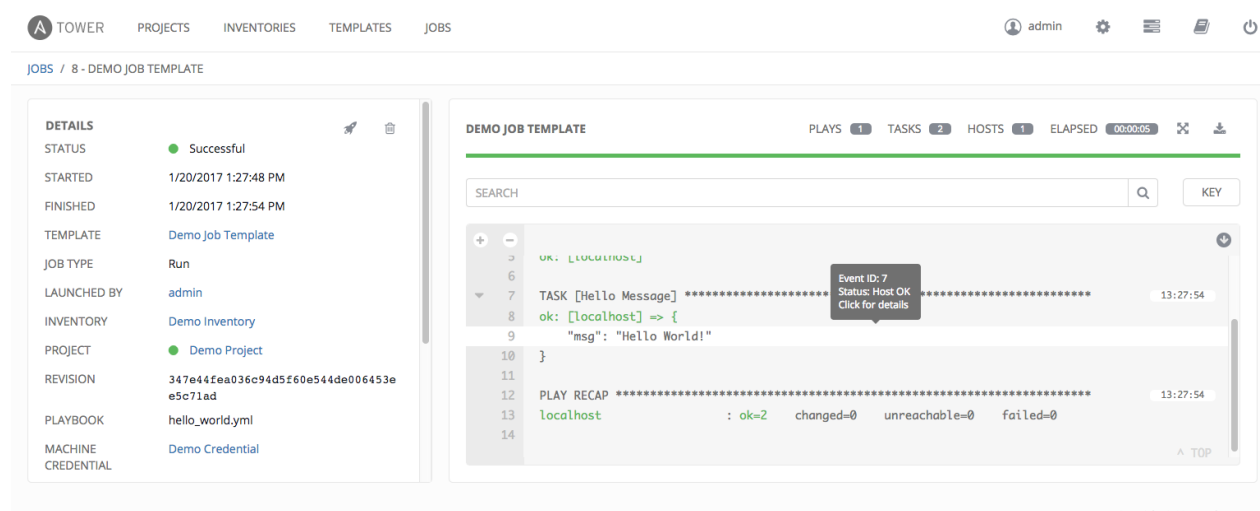 TOWER PROJECTS INVENTORIES TEMPLATES JOBS admin
JOBS / 8 - DEMO JOB TEMPLATE
DETAILS
STATUS Successful
STARTED 1/20/2017 1:27:48 PM
FINISHED 1/20/2017 1:27:54 PM
TEMPLATE Demo Job Template
JOB TYPE Run
LAUNCHED BY admin
INVENTORY Demo Inventory
PROJECT Demo Project
REVISION 347e44fea036c94d5f60e544de006453e
e5c71ad
PLAYBOOK hello_world.yml
MACHINE Demo Credential
CREDENTIAL
DEMO JOB TEMPLATE PLAYS 1 TASKS 2 HOSTS 1 ELAPSED 00:00:05
SEARCH KEY
5 ok: [localhost]
6
Event ID: 7
Status: Host OK
Click for details
7 TASK [Hello Message] ************************************************************ 13:27:54
8 ok: [localhost] => {
9 "msg": "Hello World!"
10 }
11
12 PLAY RECAP ********************************************************************* 13:27:54
13 localhost : ok=2 changed=0 unreachable=0 failed=0
14
^ TOP